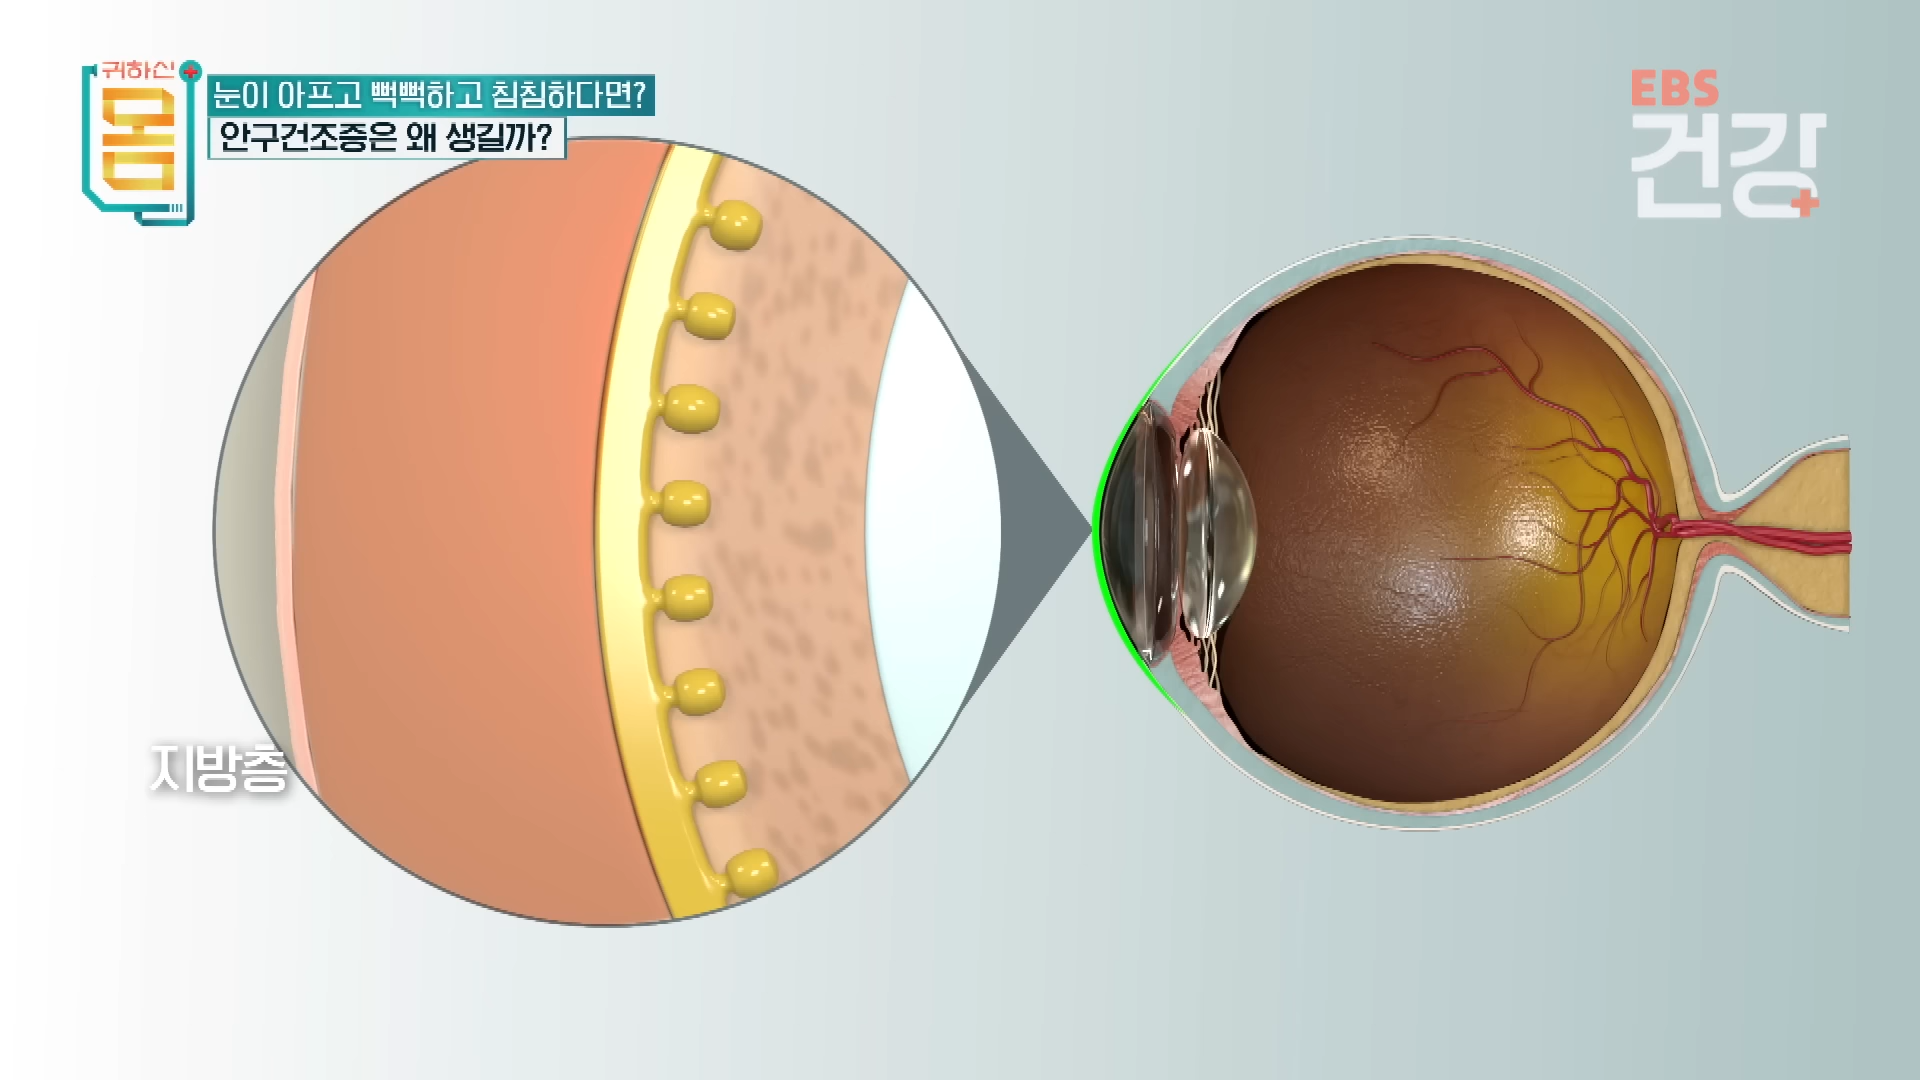 귀하신
몸
눈이 아프고 뻑뻑하고 침침하다면?
안구건조증은 왜 생길까?
EBS
건강
지방층